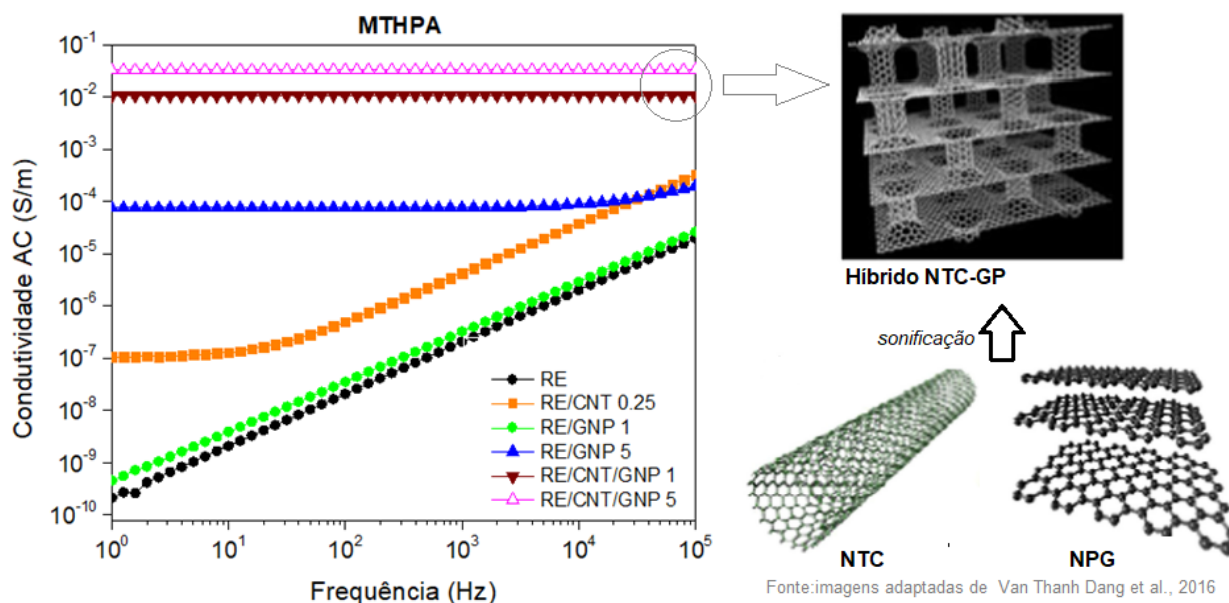 MTHPA
Condutividade AC (S/m)
10⁻¹
10⁻²
10⁻³
10⁻⁴
10⁻⁵
10⁻⁶
10⁻⁷
10⁻⁸
10⁻⁹
10⁻¹⁰
RE
RE/CNT 0.25
RE/GNP 1
RE/GNP 5
RE/CNT/GNP 1
RE/CNT/GNP 5
10⁰ 10¹ 10² 10³ 10⁴ 10⁵
Frequência (Hz)
Híbrido NTC-GP
sonificação
NTC NPG
Fonte:imagens adaptadas de Van Thanh Dang et al., 2016